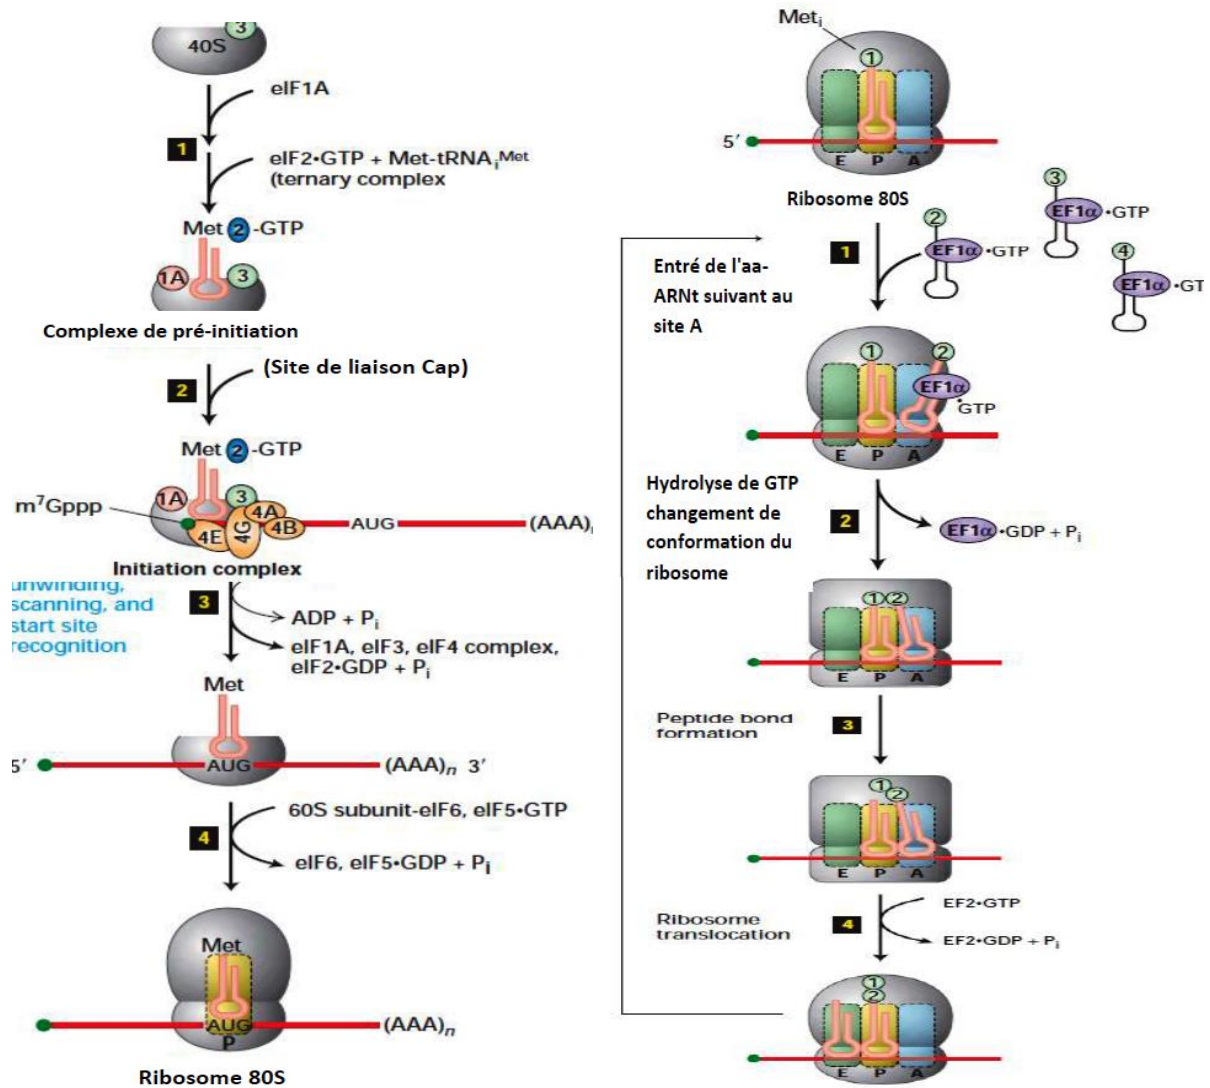 3
40S
eIF1A
1
eIF2•GTP + Met-tRNAᵢᴹᵉᵗ
(ternary complex
Met 2 -GTP
1A 3
Complexe de pré-initiation
2
(Site de liaison Cap)
Met 2 -GTP
m⁷Gppp
1A 3 4A
4E 4G 4B
AUG
(AAA)
Initiation complex
unwinding,
scanning, and
start site
recognition
3
ADP + Pᵢ
eIF1A, eIF3, eIF4 complex,
eIF2•GDP + Pᵢ
Met
5′ AUG (AAA)ₙ 3′
4
60S subunit-eIF6, eIF5•GTP
eIF6, eIF5•GDP + Pᵢ
Met
AUG (AAA)ₙ
P
Ribosome 80S
Metᵢ
1
5′
E P A
Ribosome 80S
1
Entré de l'aa-
ARNt suivant au
site A
2
EF1α •GTP
3
EF1α •GTP
4
EF1α •GT
1 2
EF1α
•GTP
E P A
Hydrolyse de GTP
changement de
conformation du
ribosome
2
EF1α •GDP + Pᵢ
1 2
E P A
Peptide bond
formation
3
1
2
E P A
Ribosome
translocation
4
EF2•GTP
EF2•GDP + Pᵢ
1
2
E P A